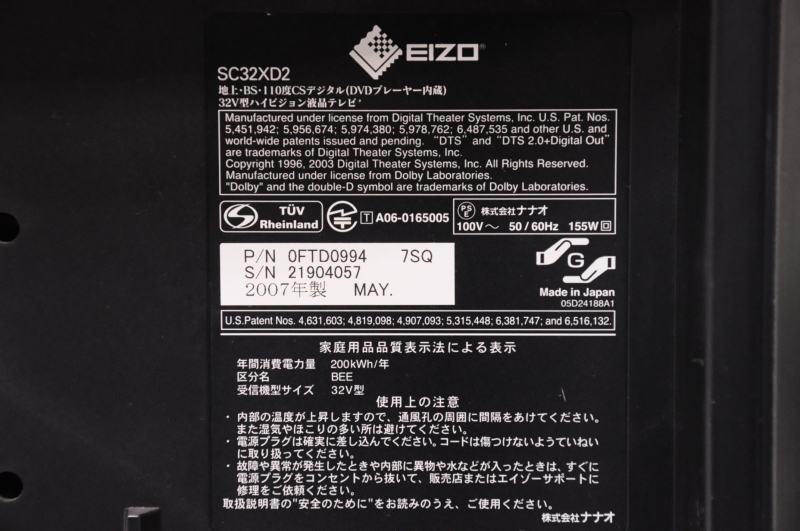 EIZO®
SC32XD2
地上・BS・110度CSデジタル(DVDプレーヤー内蔵)
32V型ハイビジョン液晶テレビ
Manufactured under license from Digital Theater Systems, Inc. U.S. Pat. Nos.
5,451,942; 5,956,674; 5,974,380; 5,978,762; 6,487,535 and other U.S. and
world-wide patents issued and pending. “DTS” and “DTS 2.0+Digital Out”
are trademarks of Digital Theater Systems, Inc.
Copyright 1996, 2003 Digital Theater Systems, Inc. All Rights Reserved.
Manufactured under license from Dolby Laboratories.
"Dolby" and the double-D symbol are trademarks of Dolby Laboratories.
TÜV
Rheinland
T A06-0165005
PSE 株式会社ナナオ
100V～ 50/60Hz 155W
P/N 0FTD0994 7SQ
S/N 21904057
2007年製 MAY.
G
Made in Japan
05D24188A1
U.S.Patent Nos. 4,631,603; 4,819,098; 4,907,093; 5,315,448; 6,381,747; and 6,516,132.
家庭用品品質表示法による表示
年間消費電力量 200kWh/年
区分名 BEE
受信機型サイズ 32V型
使用上の注意
・内部の温度が上昇しますので、通風孔の周囲に間隔をあけてください。
また湿気やほこりの多い所は避けてください。
・電源プラグは確実に差し込んでください。コードは傷つけないようていねい
に取り扱ってください。
・故障や異常が発生したときや内部に異物や水などが入ったときは、すぐに
電源プラグをコンセントから抜いて、販売店またはエイゾーサポートに
修理をご依頼ください。
取扱説明書の"安全のために"をお読みのうえ、ご使用ください。
株式会社ナナオ